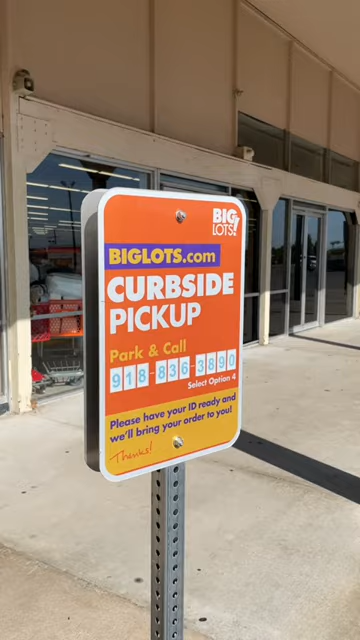 BIG
LOTS!
BIGLOTS.com
CURBSIDE
PICKUP
Park & Call
918-836-3890
Select Option 4
Please have your ID ready and
we'll bring your order to you!
Thanks!